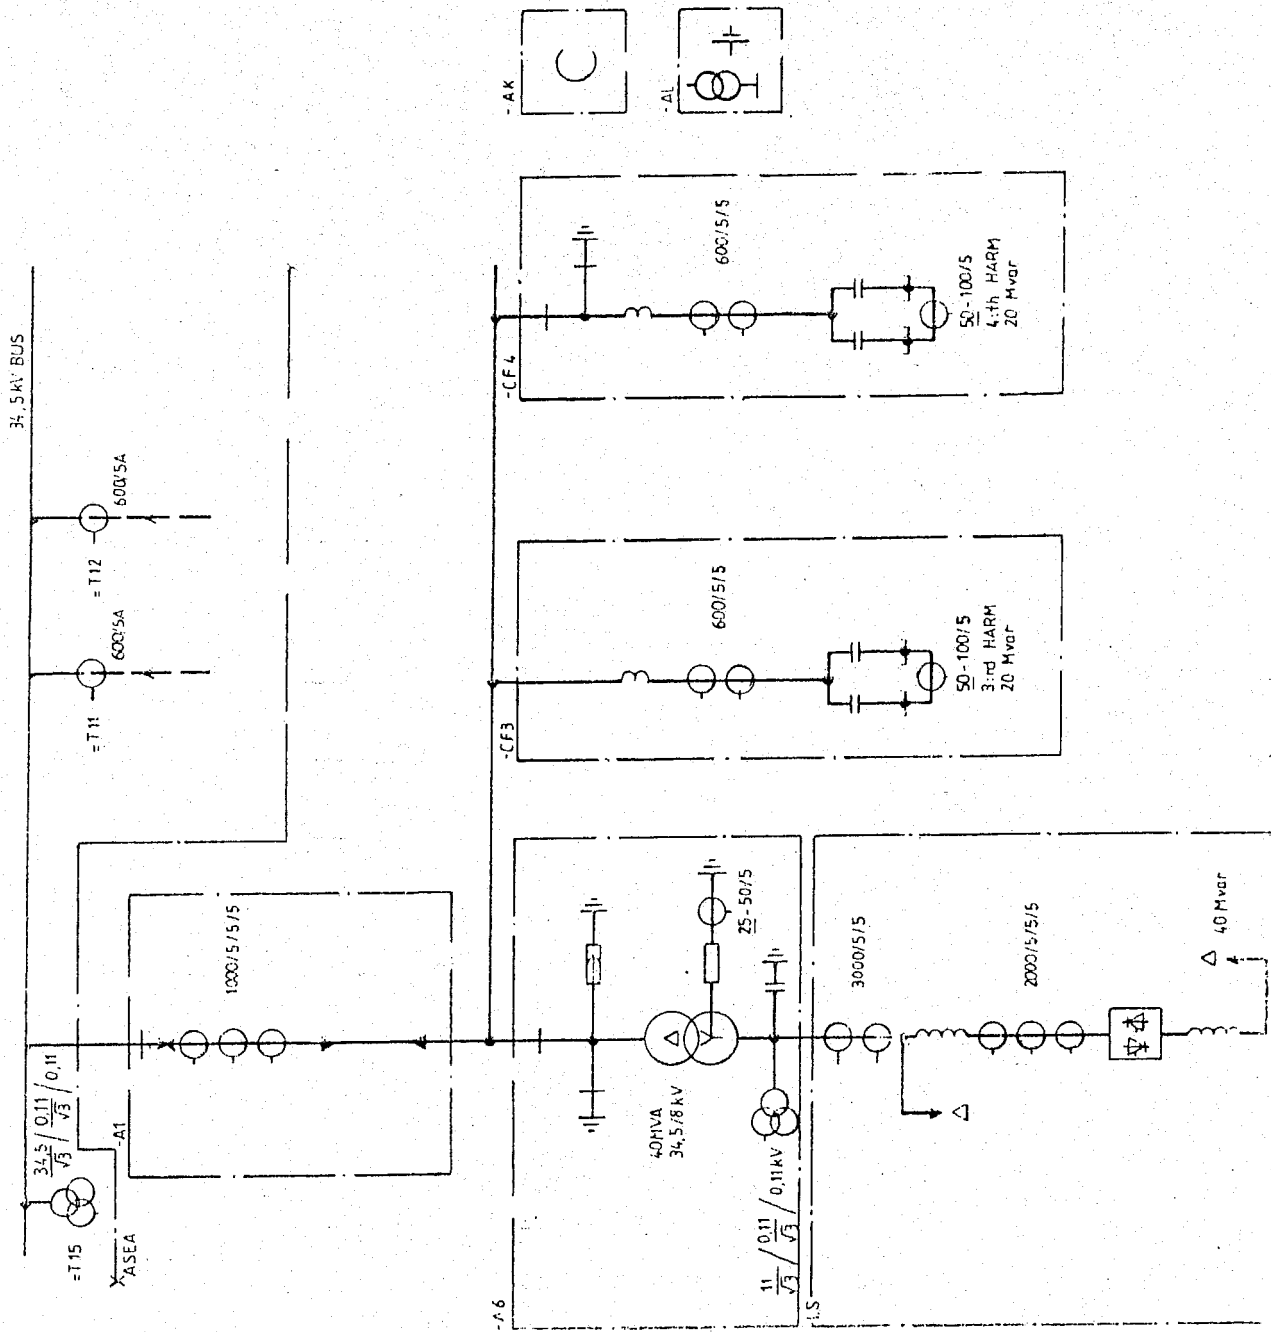 34,5 kV BUS
=T15
34,5/√3 / 0,11/√3 / 0,11
ASEA
=T11
600/5A
=T12
600/5A
-A1
1000/5/5/5
-AK
-AL
-CF3
600/5/5
50-100/5
3:rd HARM
20 Mvar
-CF4
600/5/5
50-100/5
4:th HARM
20 Mvar
-A6
40MVA
34,5/8 kV
25-50/5
11/√3 / 0,11/√3 / 0,11kV
3000/5/5
2000/5/5/5
40 Mvar